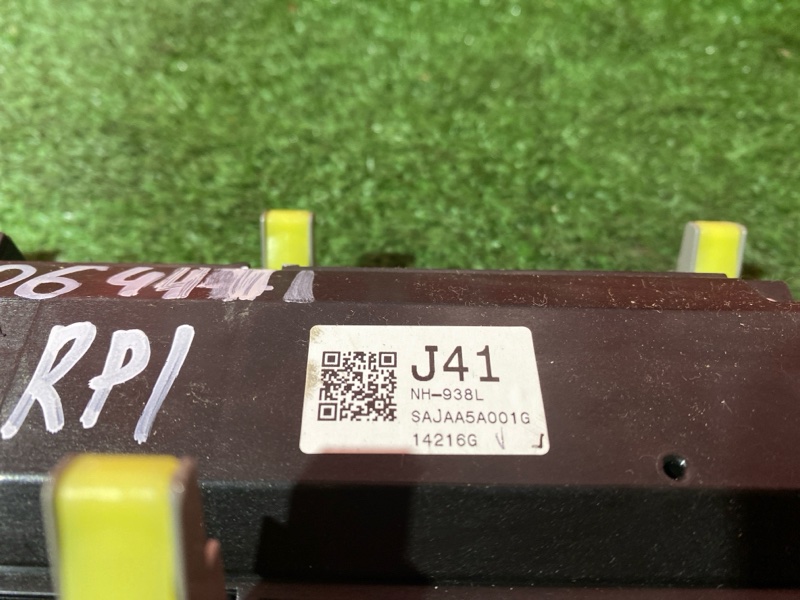 RP1
J41
NH-938L
SAJAA5A001G
14216G V